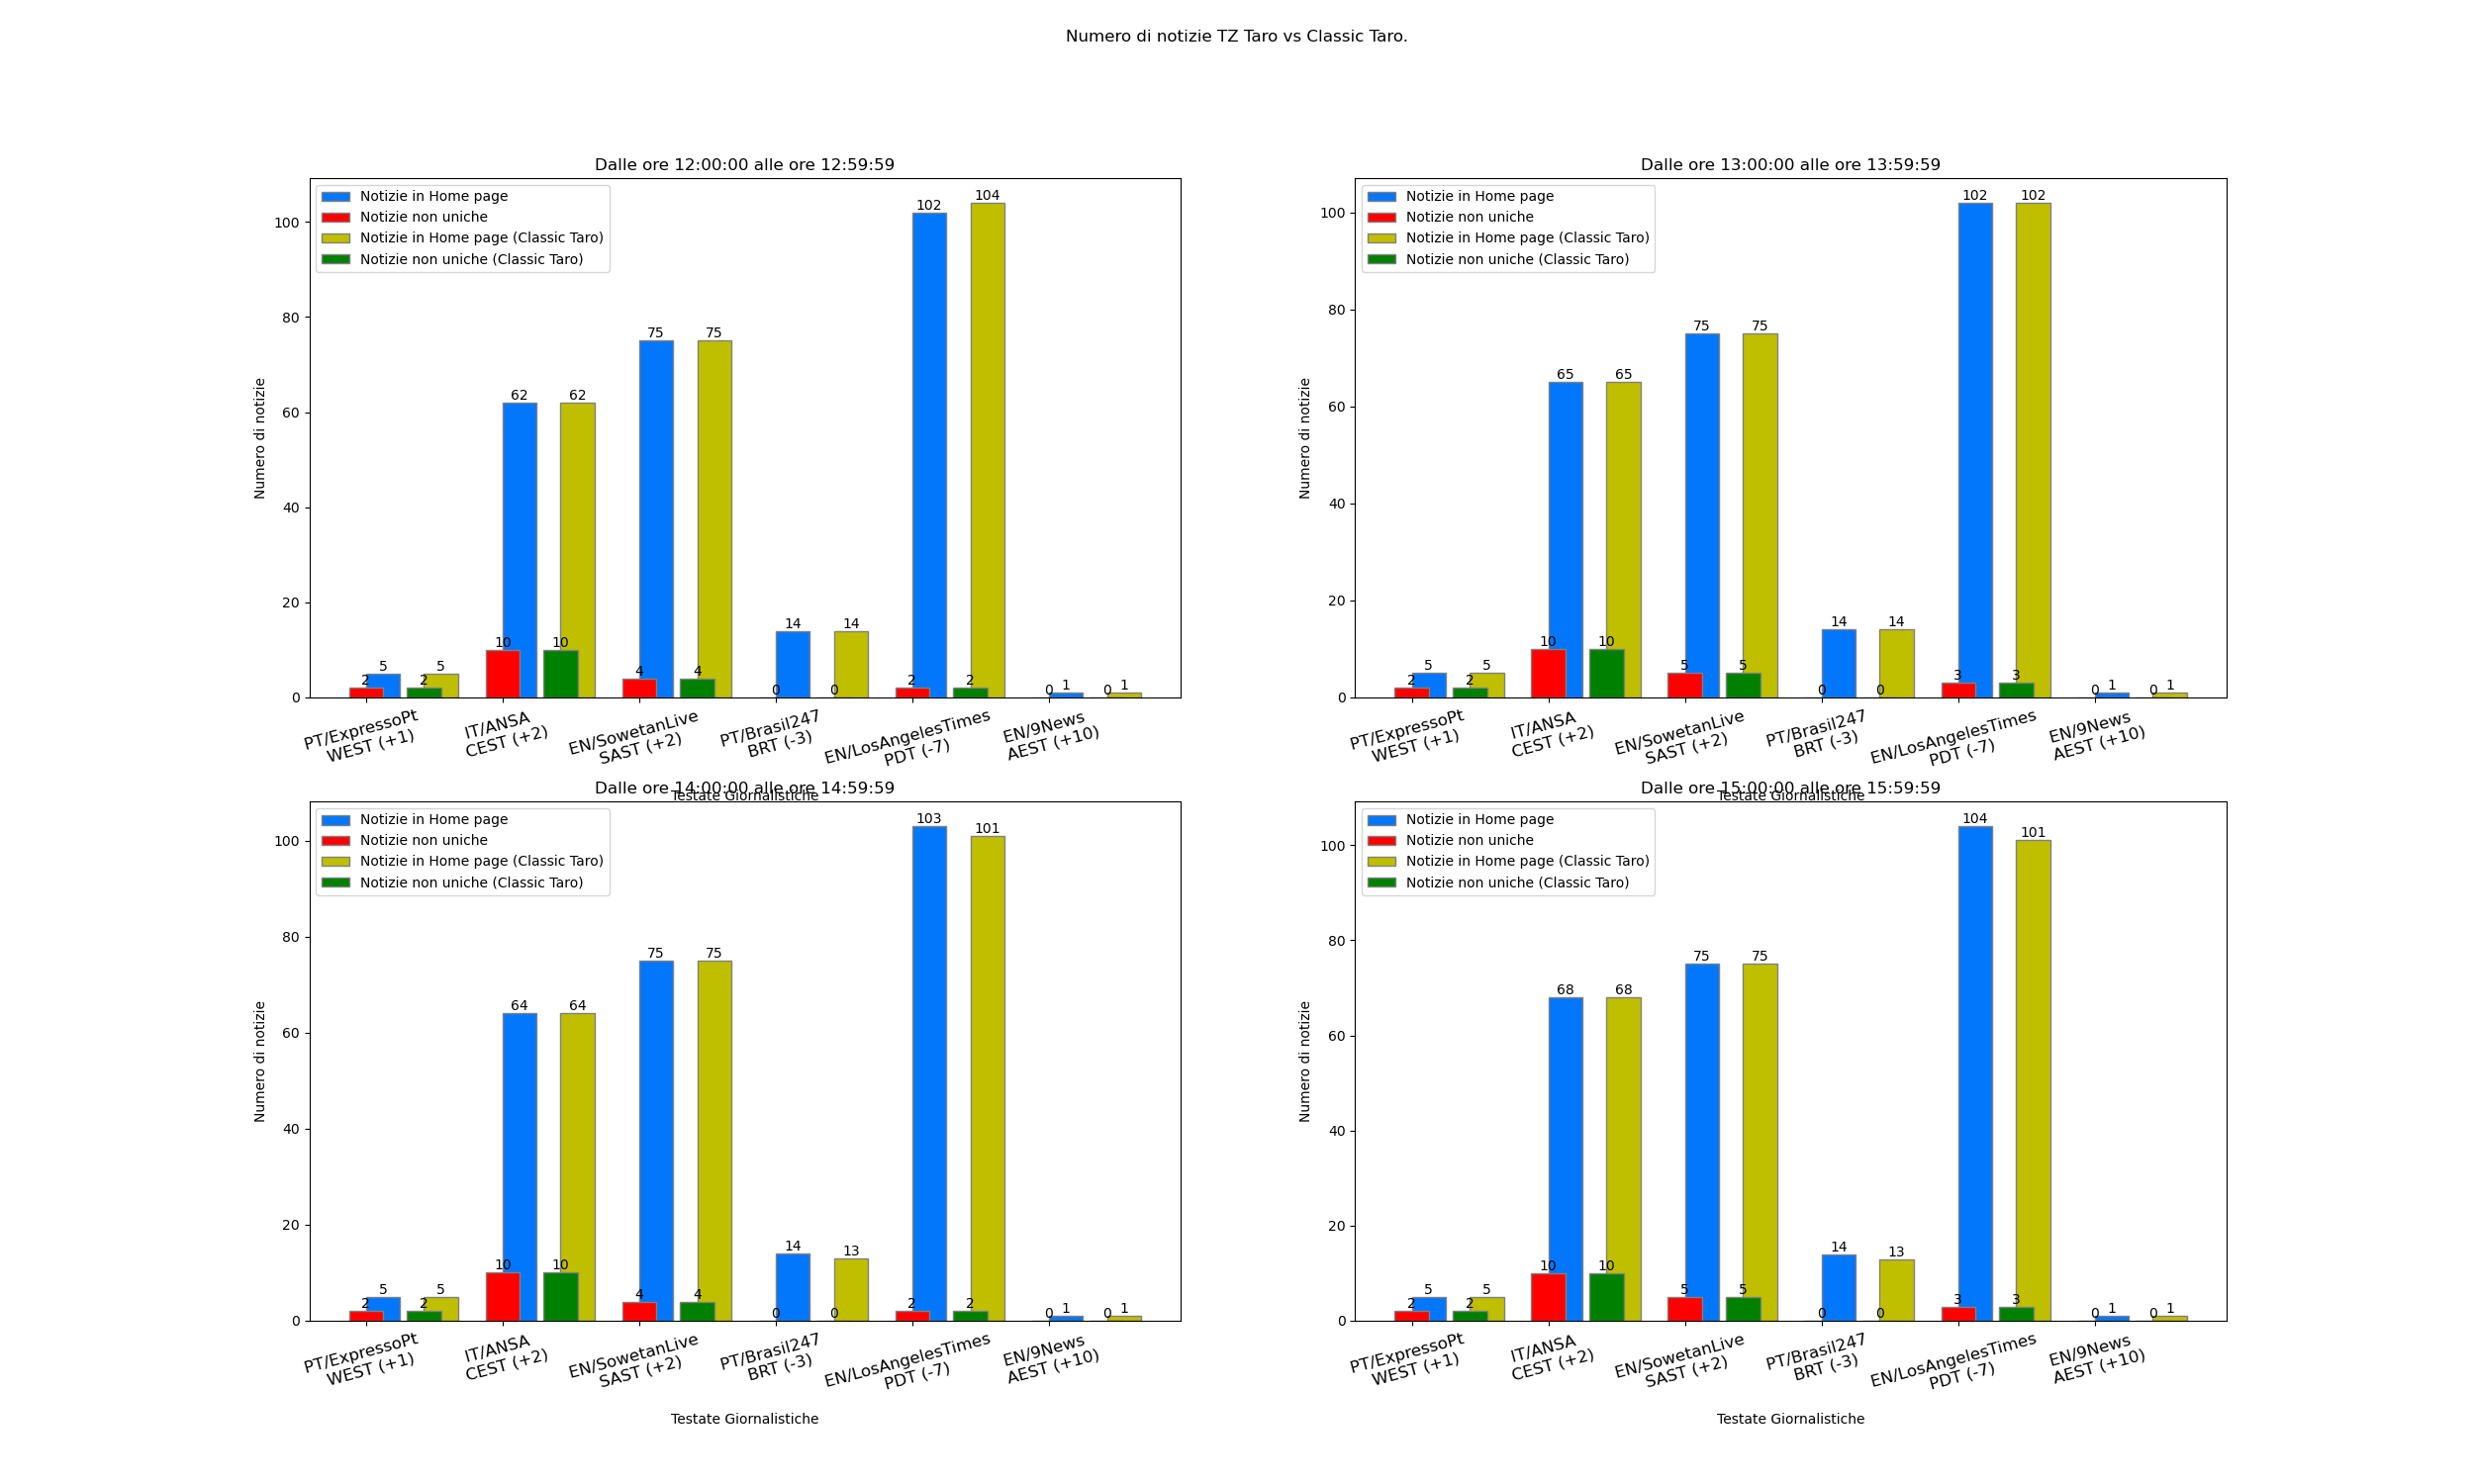 Numero di notizie TZ Taro vs Classic Taro.
Dalle ore 12:00:00 alle ore 12:59:59
Notizie in Home page
Notizie non uniche
Notizie in Home page (Classic Taro)
Notizie non uniche (Classic Taro)
Numero di notizie
100
80
60
40
20
0
5
5
2
2
62
62
10
10
75
75
4
4
14
14
0
0
102
104
2
2
1
1
0
0
PT/ExpressoPt
WEST (+1)
IT/ANSA
CEST (+2)
EN/SowetanLive
SAST (+2)
PT/Brasil247
BRT (-3)
EN/LosAngelesTimes
PDT (-7)
EN/9News
AEST (+10)
Testate Giornalistiche
Dalle ore 13:00:00 alle ore 13:59:59
Notizie in Home page
Notizie non uniche
Notizie in Home page (Classic Taro)
Notizie non uniche (Classic Taro)
Numero di notizie
100
80
60
40
20
0
5
5
2
2
65
65
10
10
75
75
5
5
14
14
0
0
102
102
3
3
1
1
0
0
PT/ExpressoPt
WEST (+1)
IT/ANSA
CEST (+2)
EN/SowetanLive
SAST (+2)
PT/Brasil247
BRT (-3)
EN/LosAngelesTimes
PDT (-7)
EN/9News
AEST (+10)
Testate Giornalistiche
Dalle ore 14:00:00 alle ore 14:59:59
Notizie in Home page
Notizie non uniche
Notizie in Home page (Classic Taro)
Notizie non uniche (Classic Taro)
Numero di notizie
100
80
60
40
20
0
5
5
2
2
64
64
10
10
75
75
4
4
14
13
0
0
103
101
2
2
1
1
0
0
PT/ExpressoPt
WEST (+1)
IT/ANSA
CEST (+2)
EN/SowetanLive
SAST (+2)
PT/Brasil247
BRT (-3)
EN/LosAngelesTimes
PDT (-7)
EN/9News
AEST (+10)
Testate Giornalistiche
Dalle ore 15:00:00 alle ore 15:59:59
Notizie in Home page
Notizie non uniche
Notizie in Home page (Classic Taro)
Notizie non uniche (Classic Taro)
Numero di notizie
100
80
60
40
20
0
5
5
2
2
68
68
10
10
75
75
5
5
14
13
0
0
104
101
3
3
1
1
0
0
PT/ExpressoPt
WEST (+1)
IT/ANSA
CEST (+2)
EN/SowetanLive
SAST (+2)
PT/Brasil247
BRT (-3)
EN/LosAngelesTimes
PDT (-7)
EN/9News
AEST (+10)
Testate Giornalistiche